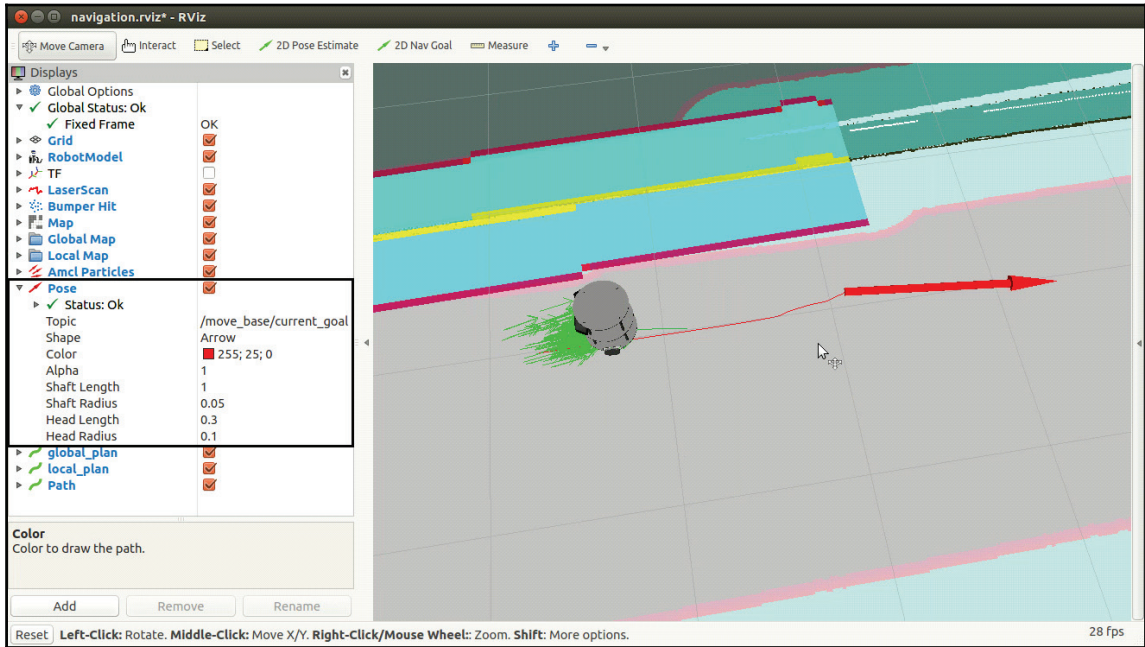 navigation.rviz* - RViz
Move Camera Interact Select 2D Pose Estimate 2D Nav Goal Measure
Displays
Global Options
Global Status: Ok
Fixed Frame OK
Grid
RobotModel
TF
LaserScan
Bumper Hit
Map
Global Map
Local Map
Amcl Particles
Pose
Status: Ok
Topic /move_base/current_goal
Shape Arrow
Color 255; 25; 0
Alpha 1
Shaft Length 1
Shaft Radius 0.05
Head Length 0.3
Head Radius 0.1
global_plan
local_plan
Path
Color
Color to draw the path.
Add Remove Rename
Reset Left-Click: Rotate. Middle-Click: Move X/Y. Right-Click/Mouse Wheel:: Zoom. Shift: More options. 28 fps